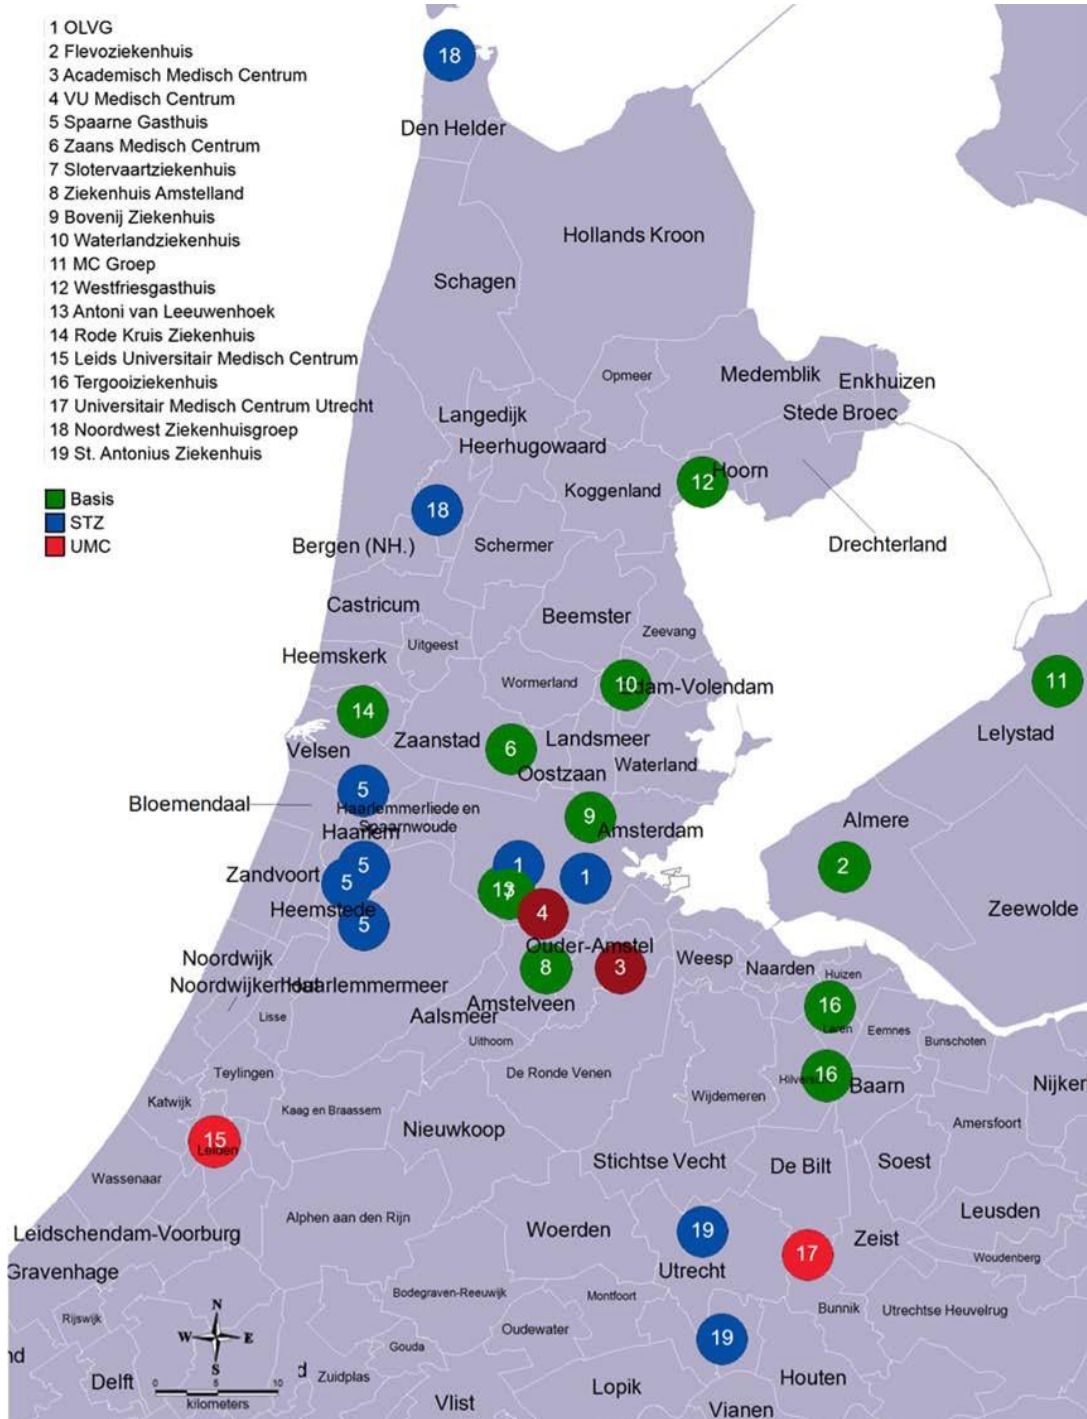 1 OLVG
2 Flevoziekenhuis
3 Academisch Medisch Centrum
4 VU Medisch Centrum
5 Spaarne Gasthuis
6 Zaans Medisch Centrum
7 Slotervaartziekenhuis
8 Ziekenhuis Amstelland
9 Bovenij Ziekenhuis
10 Waterlandziekenhuis
11 MC Groep
12 Westfriesgasthuis
13 Antoni van Leeuwenhoek
14 Rode Kruis Ziekenhuis
15 Leids Universitair Medisch Centrum
16 Tergooiziekenhuis
17 Universitair Medisch Centrum Utrecht
18 Noordwest Ziekenhuisgroep
19 St. Antonius Ziekenhuis
Basis
STZ
UMC
18
Den Helder
Hollands Kroon
Schagen
Opmeer
Medemblik
Enkhuizen
Stede Broec
Langedijk
Heerhugowaard
Hoorn
12
Koggenland
18
Bergen (NH.)
Schermer
Drechterland
Castricum
Beemster
Zeevang
Uitgeest
Heemskerk
Wormerland
10
Edam-Volendam
11
14
Lelystad
Velsen
Zaanstad
6
Landsmeer
Oostzaan
Waterland
5
Bloemendaal
Haarlemmerliede en
Spaarnwoude
Haarlem
9
Amsterdam
Almere
5
1
1
2
Zandvoort
5
13
7
Heemstede
5
4
Zeewolde
Ouder-Amstel
Noordwijk
8
3
Weesp
Naarden
Huizen
Noordwijkerhout
Haarlemmermeer
Amstelveen
Aalsmeer
16
Lisse
Laren
Eemnes
Uithoorn
Bunschoten
Teylingen
De Ronde Venen
16
Hilversum
Baarn
Nijker
Wijdemeren
Katwijk
Kaag en Braassem
Nieuwkoop
Amersfoort
15
Leiden
Stichtse Vecht
De Bilt
Soest
Wassenaar
Leusden
Alphen aan den Rijn
Woerden
19
Leidschendam-Voorburg
Zeist
17
Woudenberg
Gravenhage
Utrecht
Bodegraven-Reeuwijk
Montfoort
Bunnik
Utrechtse Heuvelrug
Rijswijk
N
W
E
S
Oudewater
19
Gouda
nd
d
Zuidplas
Houten
Delft
0 5 10
kilometers
Lopik
Vlist
Vianen